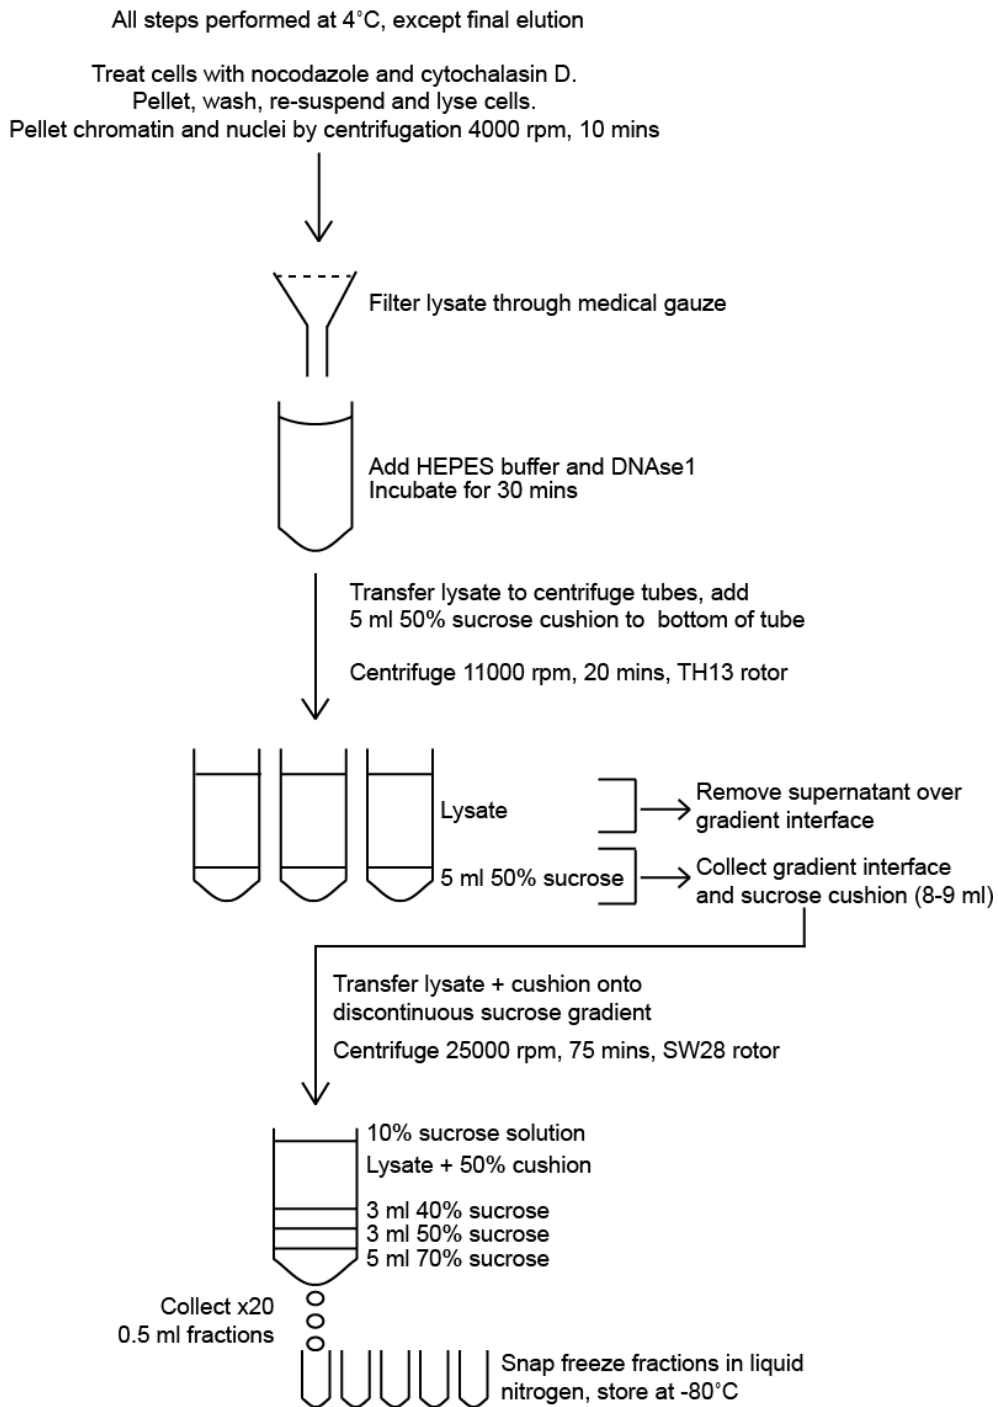 All steps performed at 4˚C, except final elution
Treat cells with nocodazole and cytochalasin D.
Pellet, wash, re-suspend and lyse cells.
Pellet chromatin and nuclei by centrifugation 4000 rpm, 10 mins
Filter lysate through medical gauze
Add HEPES buffer and DNAse1
Incubate for 30 mins
Transfer lysate to centrifuge tubes, add
5 ml 50% sucrose cushion to bottom of tube
Centrifuge 11000 rpm, 20 mins, TH13 rotor
Lysate
Remove supernatant over
gradient interface
5 ml 50% sucrose
Collect gradient interface
and sucrose cushion (8-9 ml)
Transfer lysate + cushion onto
discontinuous sucrose gradient
Centrifuge 25000 rpm, 75 mins, SW28 rotor
10% sucrose solution
Lysate + 50% cushion
3 ml 40% sucrose
3 ml 50% sucrose
5 ml 70% sucrose
Collect x20
0.5 ml fractions
Snap freeze fractions in liquid
nitrogen, store at -80˚C